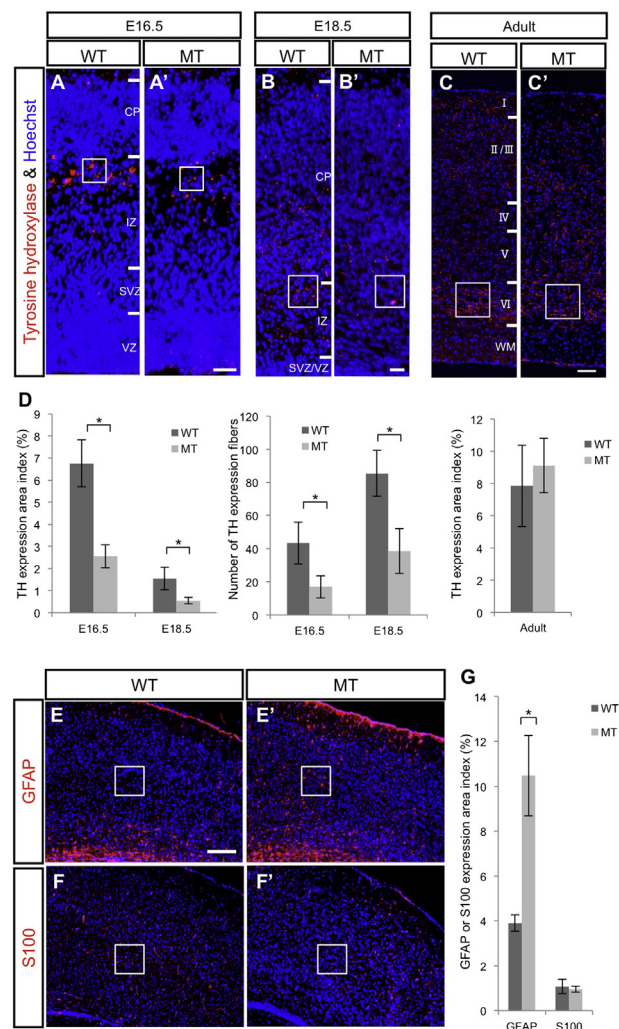 E16.5
E18.5
Adult
WT MT
WT MT
WT MT
Tyrosine hydroxylase & Hoechst
A A' B B' C C'
CP
IZ
SVZ
VZ
CP
IZ
SVZ/VZ
I
II/III
IV
V
VI
WM
D
TH expression area index (%)
9
8
7
6
5
4
3
2
1
0
*
*
WT
MT
E16.5 E18.5
Number of TH expression fibers
120
100
80
60
40
20
0
*
*
WT
MT
E16.5 E18.5
TH expression area index (%)
12
10
8
6
4
2
0
WT
MT
Adult
WT MT
GFAP
E E'
S100
F F'
G
GFAP or S100 expression area index (%)
14
12
10
8
6
4
2
0
*
WT
MT
GFAP S100